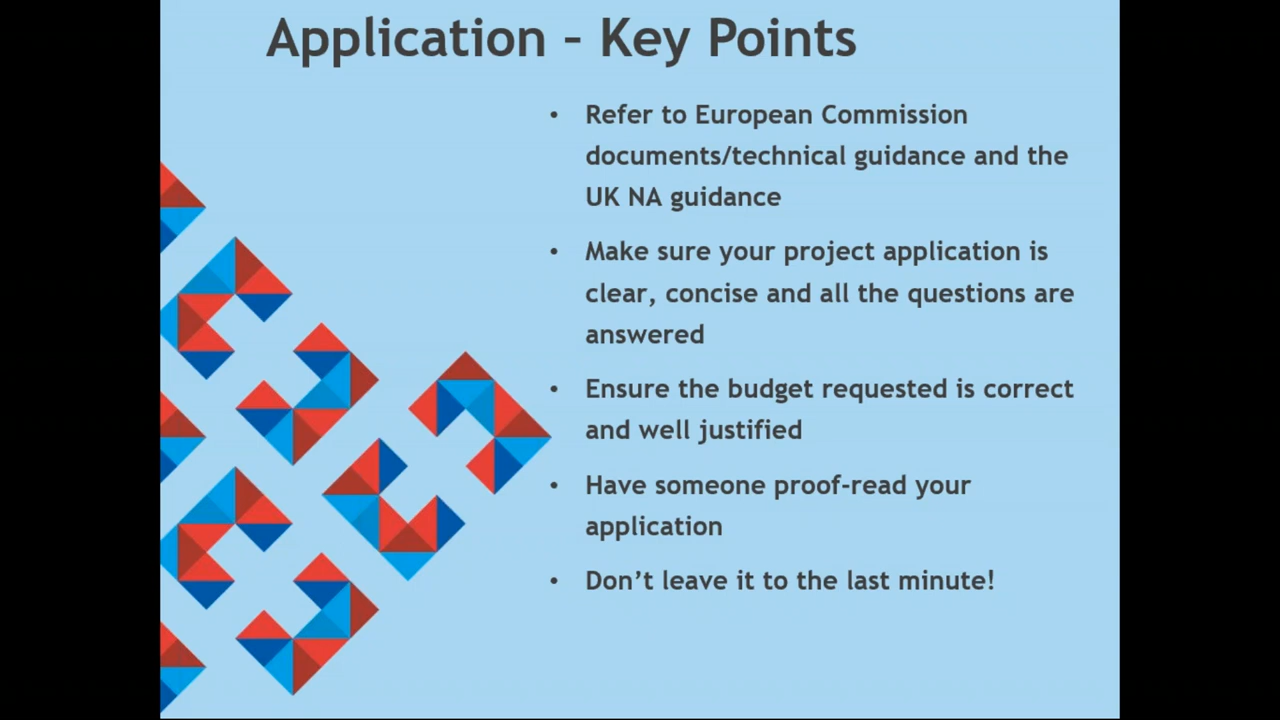 Application – Key Points
• Refer to European Commission
documents/technical guidance and the
UK NA guidance
• Make sure your project application is
clear, concise and all the questions are
answered
• Ensure the budget requested is correct
and well justified
• Have someone proof-read your
application
• Don’t leave it to the last minute!